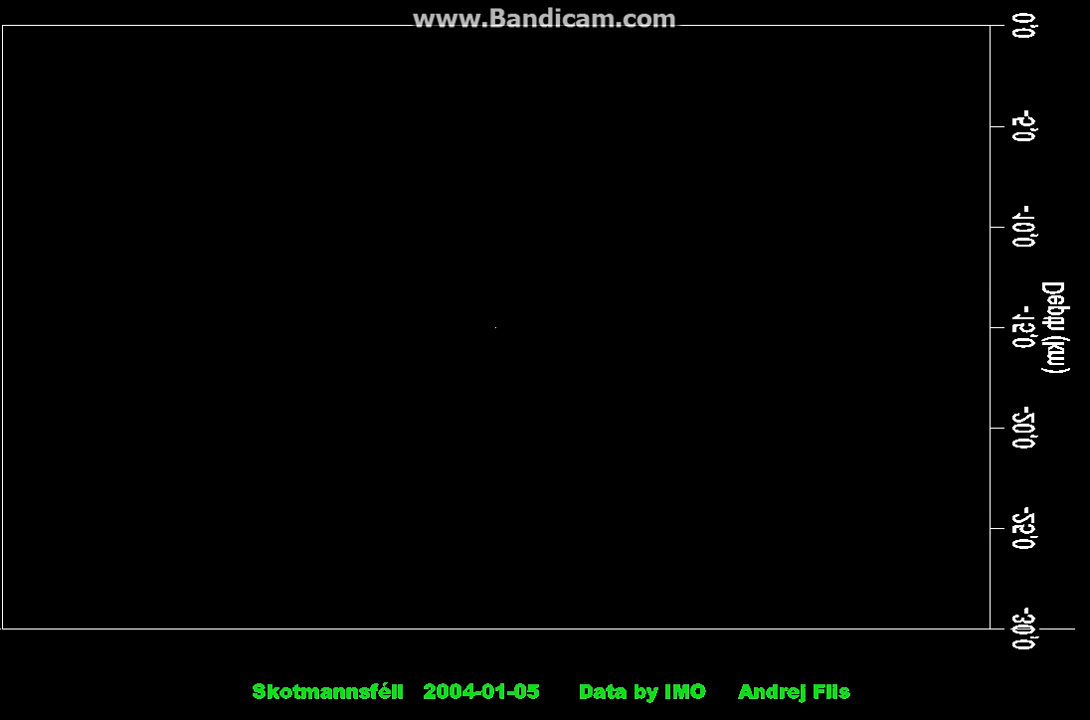 www.Bandicam.com
0,0
-5,0
-10,0
Depth (km)
-15,0
-20,0
-25,0
-30,0
Skotmannsféll 2004-01-05 Data by IMO Andrej Flis